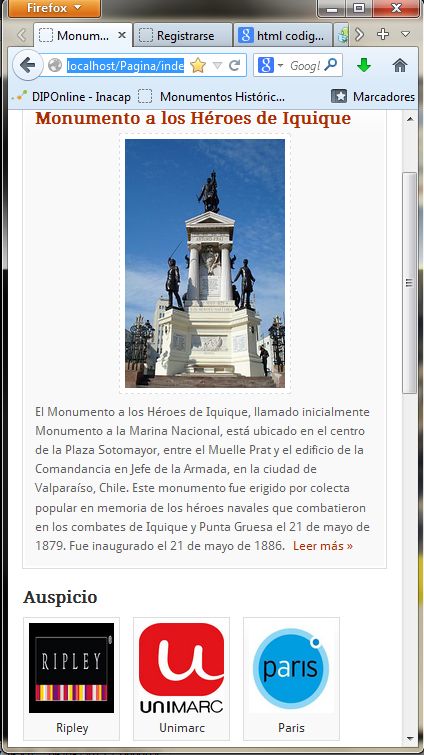 Firefox
Monum...
Registrarse
html codig...
localhost/Pagina/inde
Googl
DIPOnline - Inacap
Monumentos Históric...
Marcadores
Monumento a los Héroes de Iquique
El Monumento a los Héroes de Iquique, llamado inicialmente
Monumento a la Marina Nacional, está ubicado en el centro
de la Plaza Sotomayor, entre el Muelle Prat y el edificio de la
Comandancia en Jefe de la Armada, en la ciudad de
Valparaíso, Chile. Este monumento fue erigido por colecta
popular en memoria de los héroes navales que combatieron
en los combates de Iquique y Punta Gruesa el 21 de mayo de
1879. Fue inaugurado el 21 de mayo de 1886. Leer más »
Auspicio
RIPLEY
UNIMARC
paris
Ripley
Unimarc
Paris